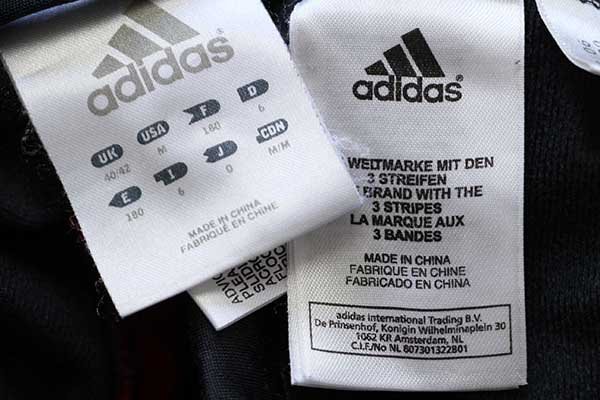 adidas
UK USA F D
40/42 M 180 6
E I J CDN
180 6 0 M/M
MADE IN CHINA
FABRIQUÉ EN CHINE
adidas
WELTMARKE MIT DEN
3 STREIFEN
BRAND WITH THE
3 STRIPES
LA MARQUE AUX
3 BANDES
MADE IN CHINA
FABRIQUE EN CHINE
FABRICADO EN CHINA
adidas International Trading B.V.
De Prinsenhof, Konigin Wilhelminaplein 30
1062 KR Amsterdam, NL
C.I.F./No NL 807301322B01